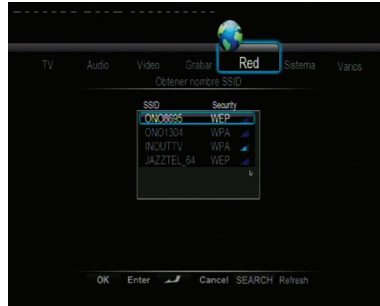 TV Audio Vídeo Grabar Red Sistema Varios
Obtener nombre SSID
SSID Security
ONO8695 WEP
ONO1304 WPA
INOUTTV WPA
JAZZTEL_64 WEP
OK Enter Cancel SEARCH Refresh